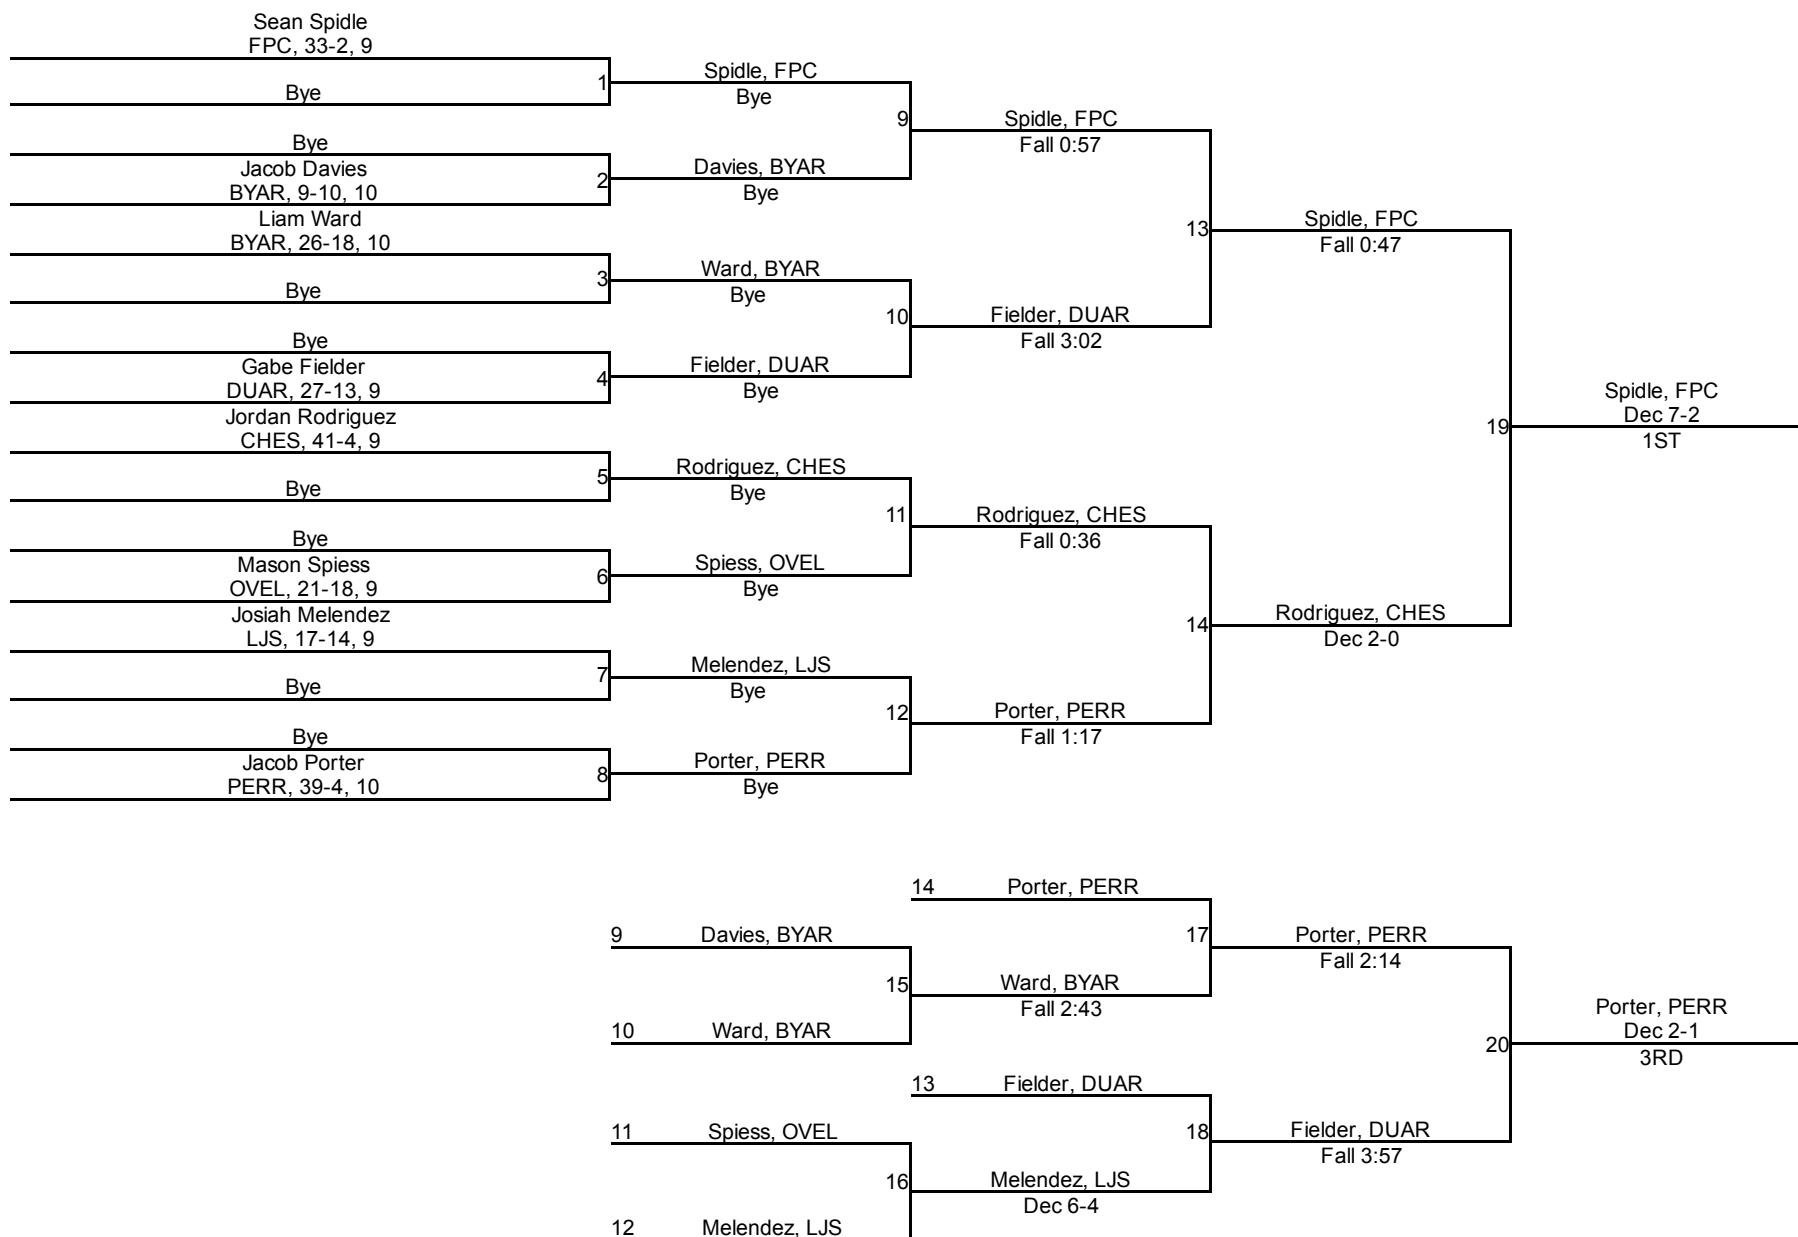 Sean Spidle
FPC, 33-2, 9
Bye
1
Bye
Jacob Davies
BYAR, 9-10, 10
2
Liam Ward
BYAR, 26-18, 10
Bye
3
Bye
Gabe Fielder
DUAR, 27-13, 9
4
Jordan Rodriguez
CHES, 41-4, 9
Bye
5
Bye
Mason Spiess
OVEL, 21-18, 9
6
Josiah Melendez
LJS, 17-14, 9
Bye
7
Bye
Jacob Porter
PERR, 39-4, 10
8
Spidle, FPC
Bye
9
Davies, BYAR
Bye
Ward, BYAR
Bye
10
Fielder, DUAR
Bye
Rodriguez, CHES
Bye
11
Spiess, OVEL
Bye
Melendez, LJS
Bye
12
Porter, PERR
Bye
Spidle, FPC
Fall 0:57
13
Fielder, DUAR
Fall 3:02
Rodriguez, CHES
Fall 0:36
14
Porter, PERR
Fall 1:17
Spidle, FPC
Fall 0:47
19
Rodriguez, CHES
Dec 2-0
Spidle, FPC
Dec 7-2
1ST
14 Porter, PERR
9 Davies, BYAR
15
10 Ward, BYAR
Ward, BYAR
Fall 2:43
17
Porter, PERR
Fall 2:14
13 Fielder, DUAR
11 Spiess, OVEL
16
12 Melendez, LJS
Melendez, LJS
Dec 6-4
18
Fielder, DUAR
Fall 3:57
20
Porter, PERR
Dec 2-1
3RD